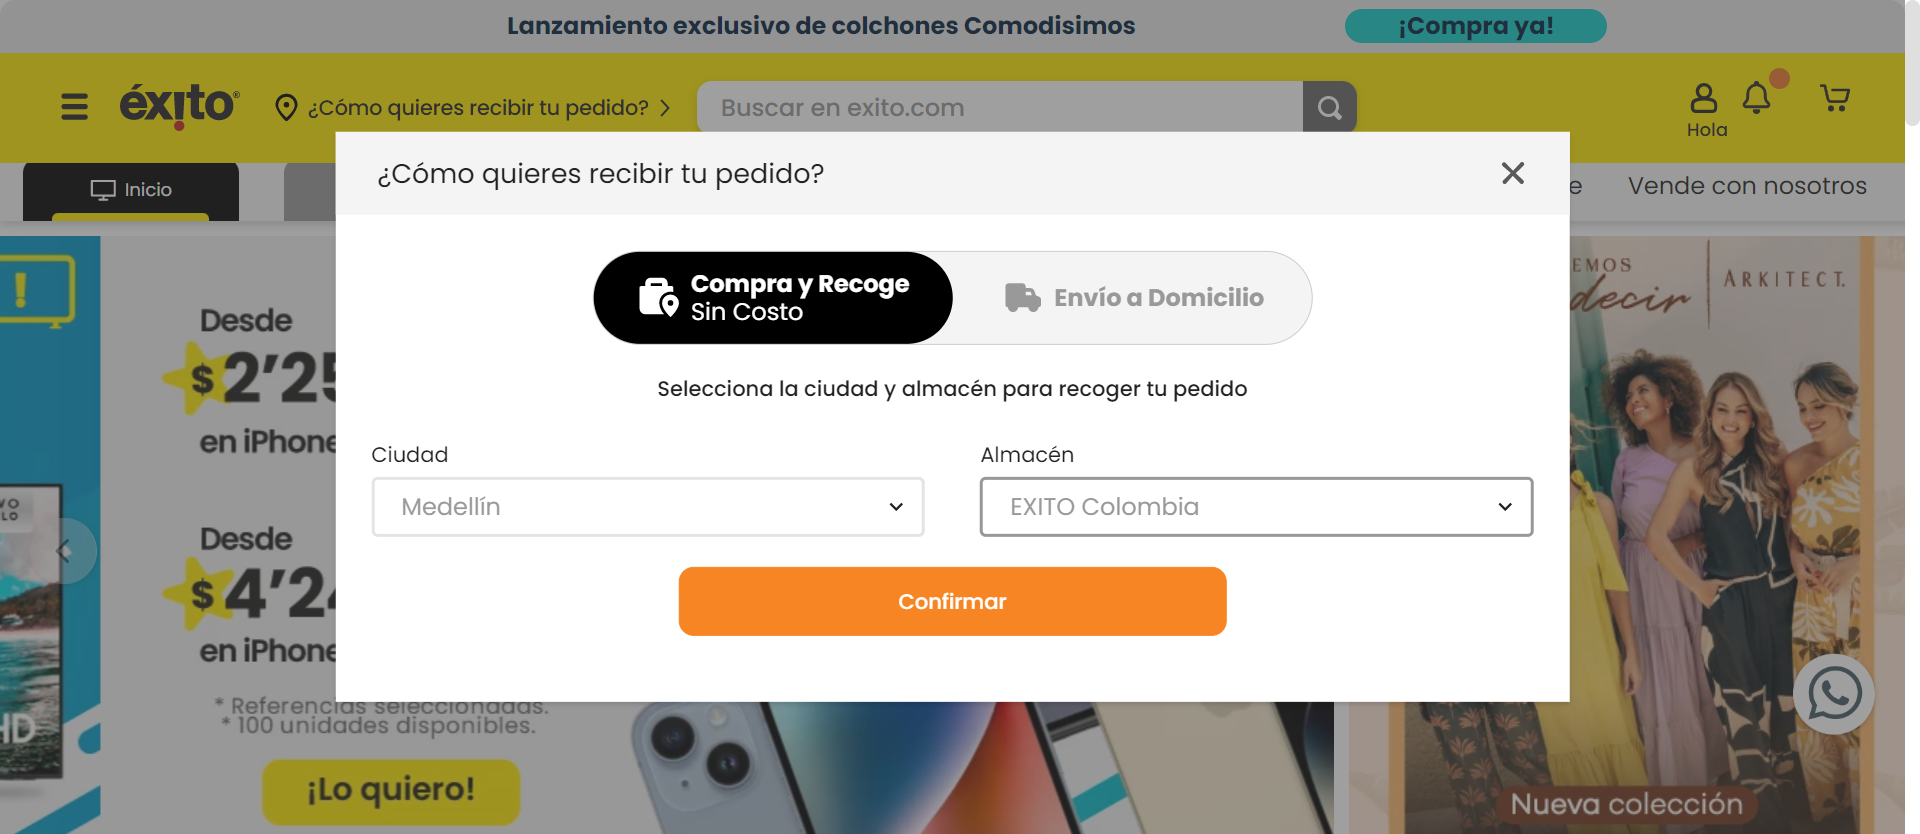 Lanzamiento exclusivo de colchones Comodisimos
¡Compra ya!
éxito
¿Cómo quieres recibir tu pedido?
Buscar en exito.com
Hola
Inicio
Vende con nosotros
¿Cómo quieres recibir tu pedido?
Compra y Recoge
Sin Costo
Envío a Domicilio
Selecciona la ciudad y almacén para recoger tu pedido
Ciudad
Almacén
Medellín
EXITO Colombia
Confirmar
Desde
$2’25
en iPhone
Desde
$4’24
en iPhone
* Referencias seleccionadas.
* 100 unidades disponibles.
¡Lo quiero!
HD
EMOS
decir
ARKITECT.
Nueva colección